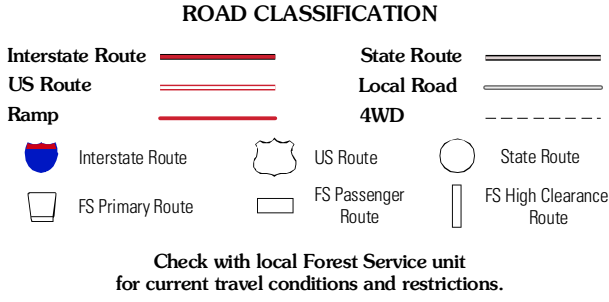 ROAD CLASSIFICATION
Interstate Route
State Route
US Route
Local Road
Ramp
4WD
Interstate Route
US Route
State Route
FS Primary Route
FS Passenger
Route
FS High Clearance
Route
Check with local Forest Service unit
for current travel conditions and restrictions.